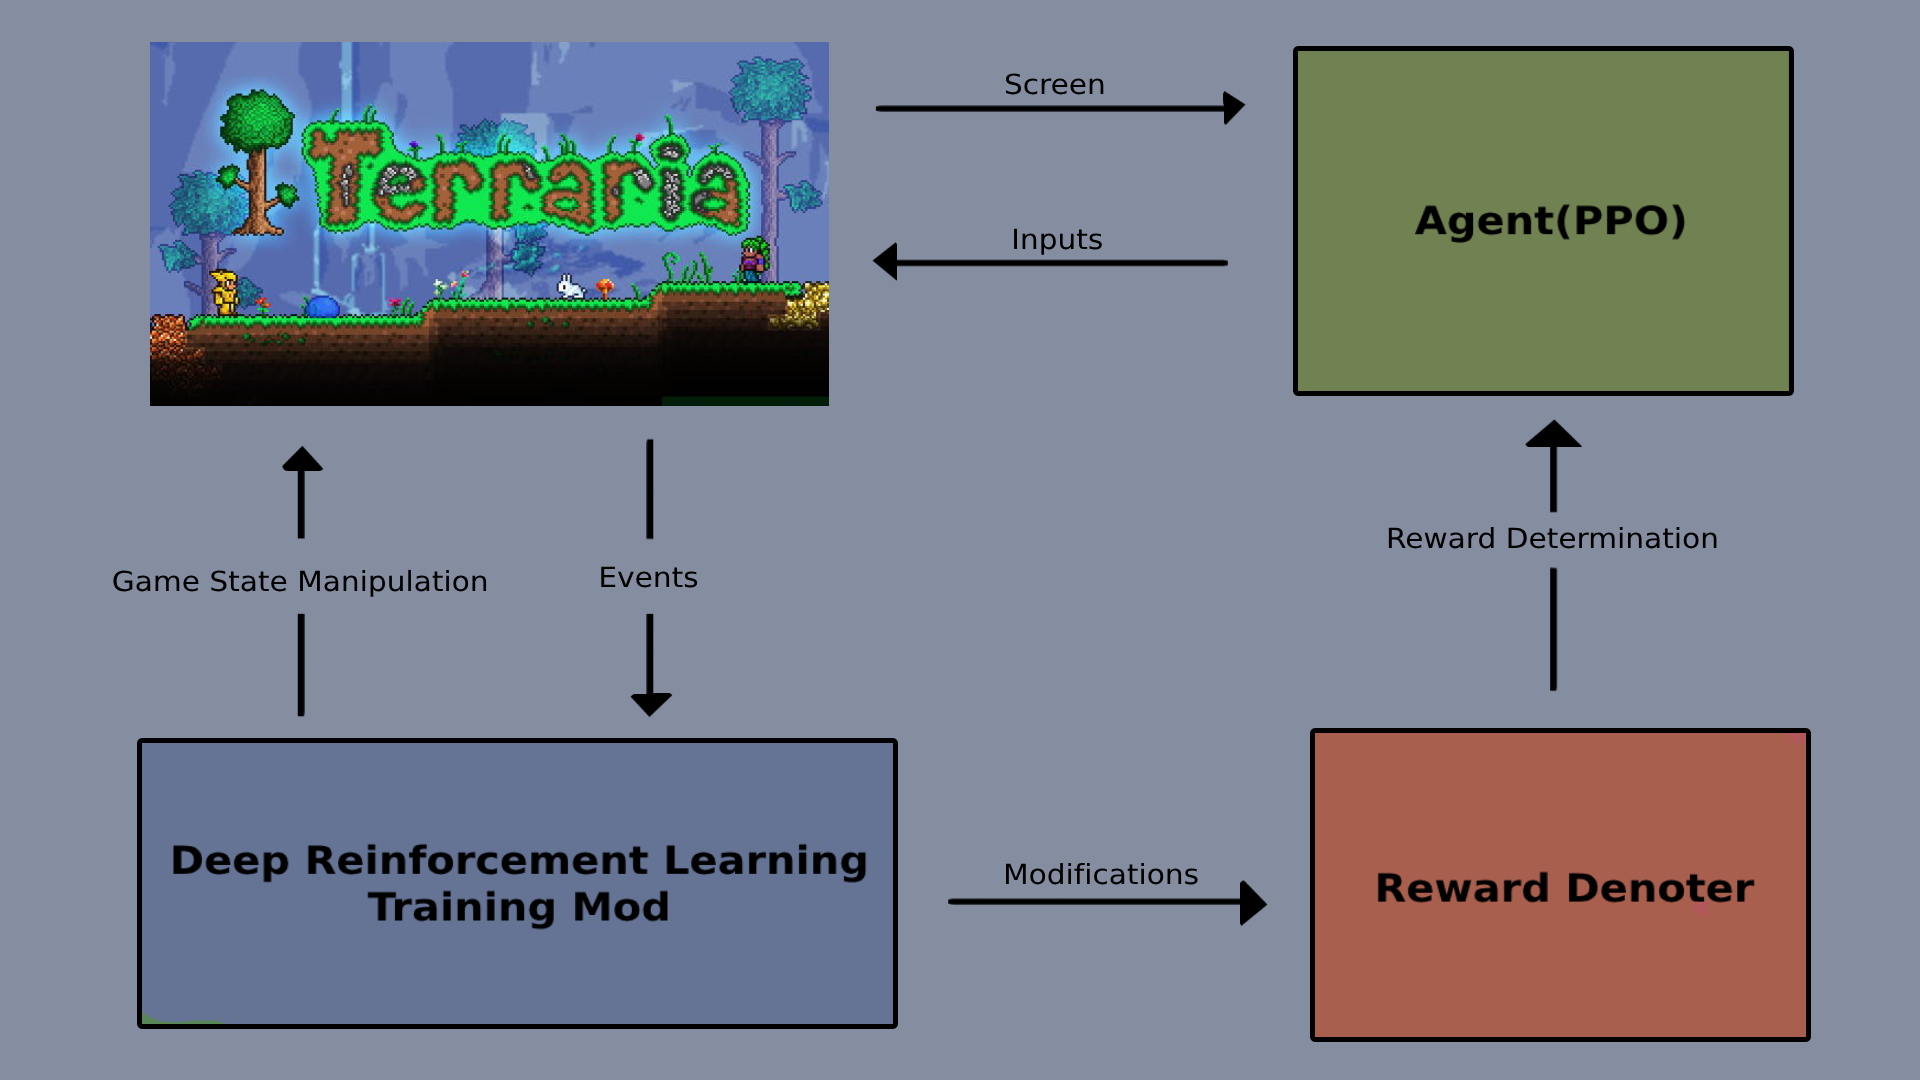 Terraria
Screen
Inputs
Agent(PPO)
Game State Manipulation
Events
Reward Determination
Deep Reinforcement Learning
Training Mod
Modifications
Reward Denoter